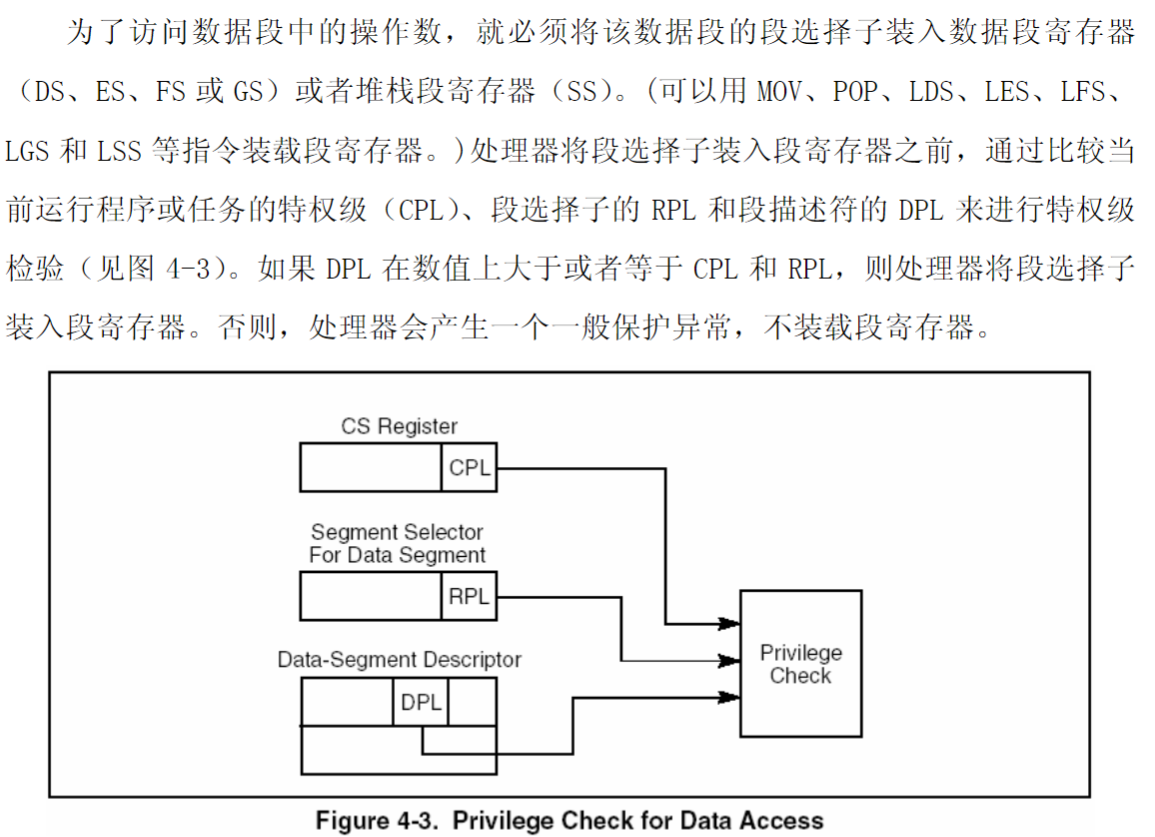 为了访问数据段中的操作数，就必须将该数据段的段选择子装入数据段寄存器
（DS、ES、FS 或 GS）或者堆栈段寄存器（SS）。(可以用 MOV、POP、LDS、LES、LFS、
LGS 和 LSS 等指令装载段寄存器。)处理器将段选择子装入段寄存器之前，通过比较当
前运行程序或任务的特权级（CPL）、段选择子的 RPL 和段描述符的 DPL 来进行特权级
检验（见图 4-3）。如果 DPL 在数值上大于或者等于 CPL 和 RPL，则处理器将段选择子
装入段寄存器。否则，处理器会产生一个一般保护异常，不装载段寄存器。
CS Register
CPL
Segment Selector
For Data Segment
RPL
Data-Segment Descriptor
DPL
Privilege
Check
Figure 4-3. Privilege Check for Data Access